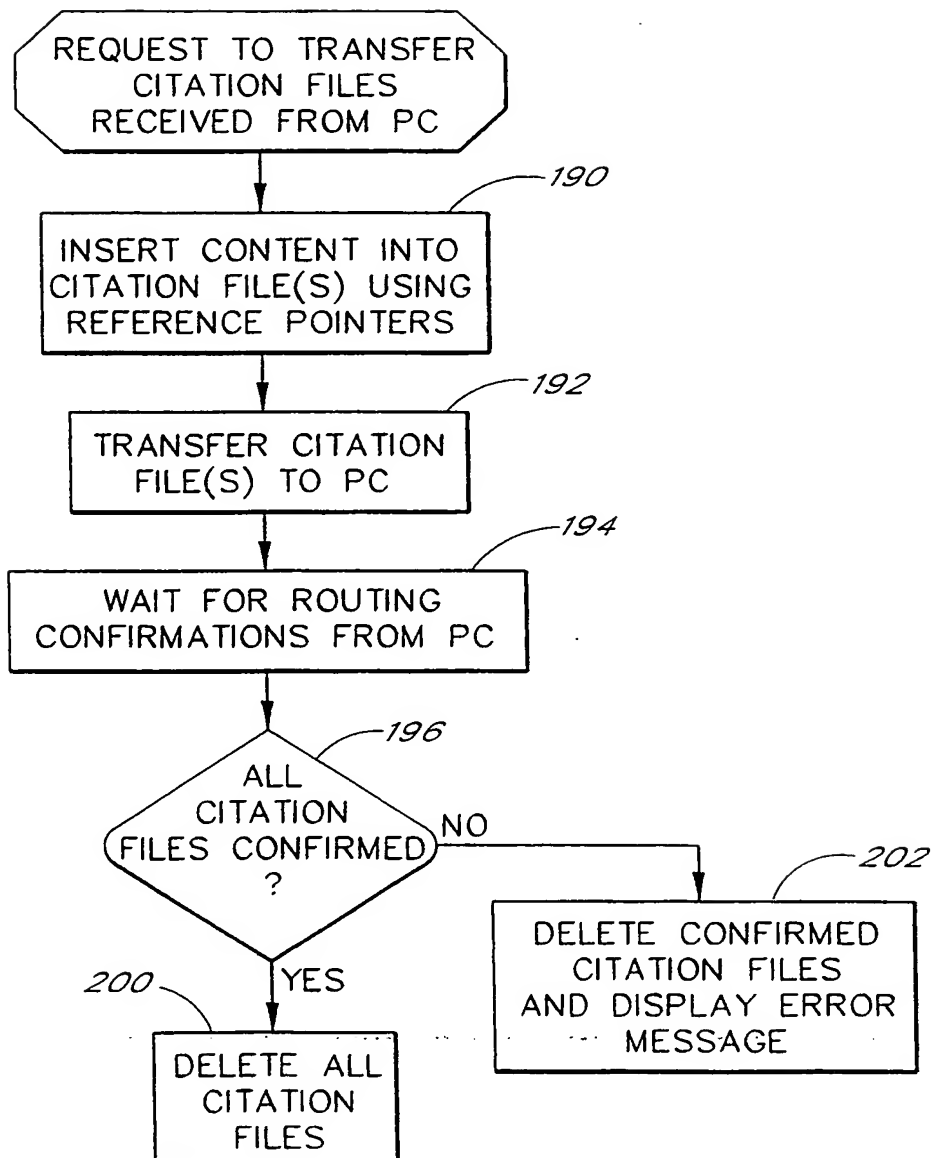 REQUEST TO TRANSFER
CITATION FILES
RECEIVED FROM PC
190
INSERT CONTENT INTO
CITATION FILE(S) USING
REFERENCE POINTERS
192
TRANSFER CITATION
FILE(S) TO PC
194
WAIT FOR ROUTING
CONFIRMATIONS FROM PC
196
ALL
CITATION
FILES CONFIRMED
?
NO
202
DELETE CONFIRMED
CITATION FILES
AND DISPLAY ERROR
MESSAGE
YES
200
DELETE ALL
CITATION
FILES